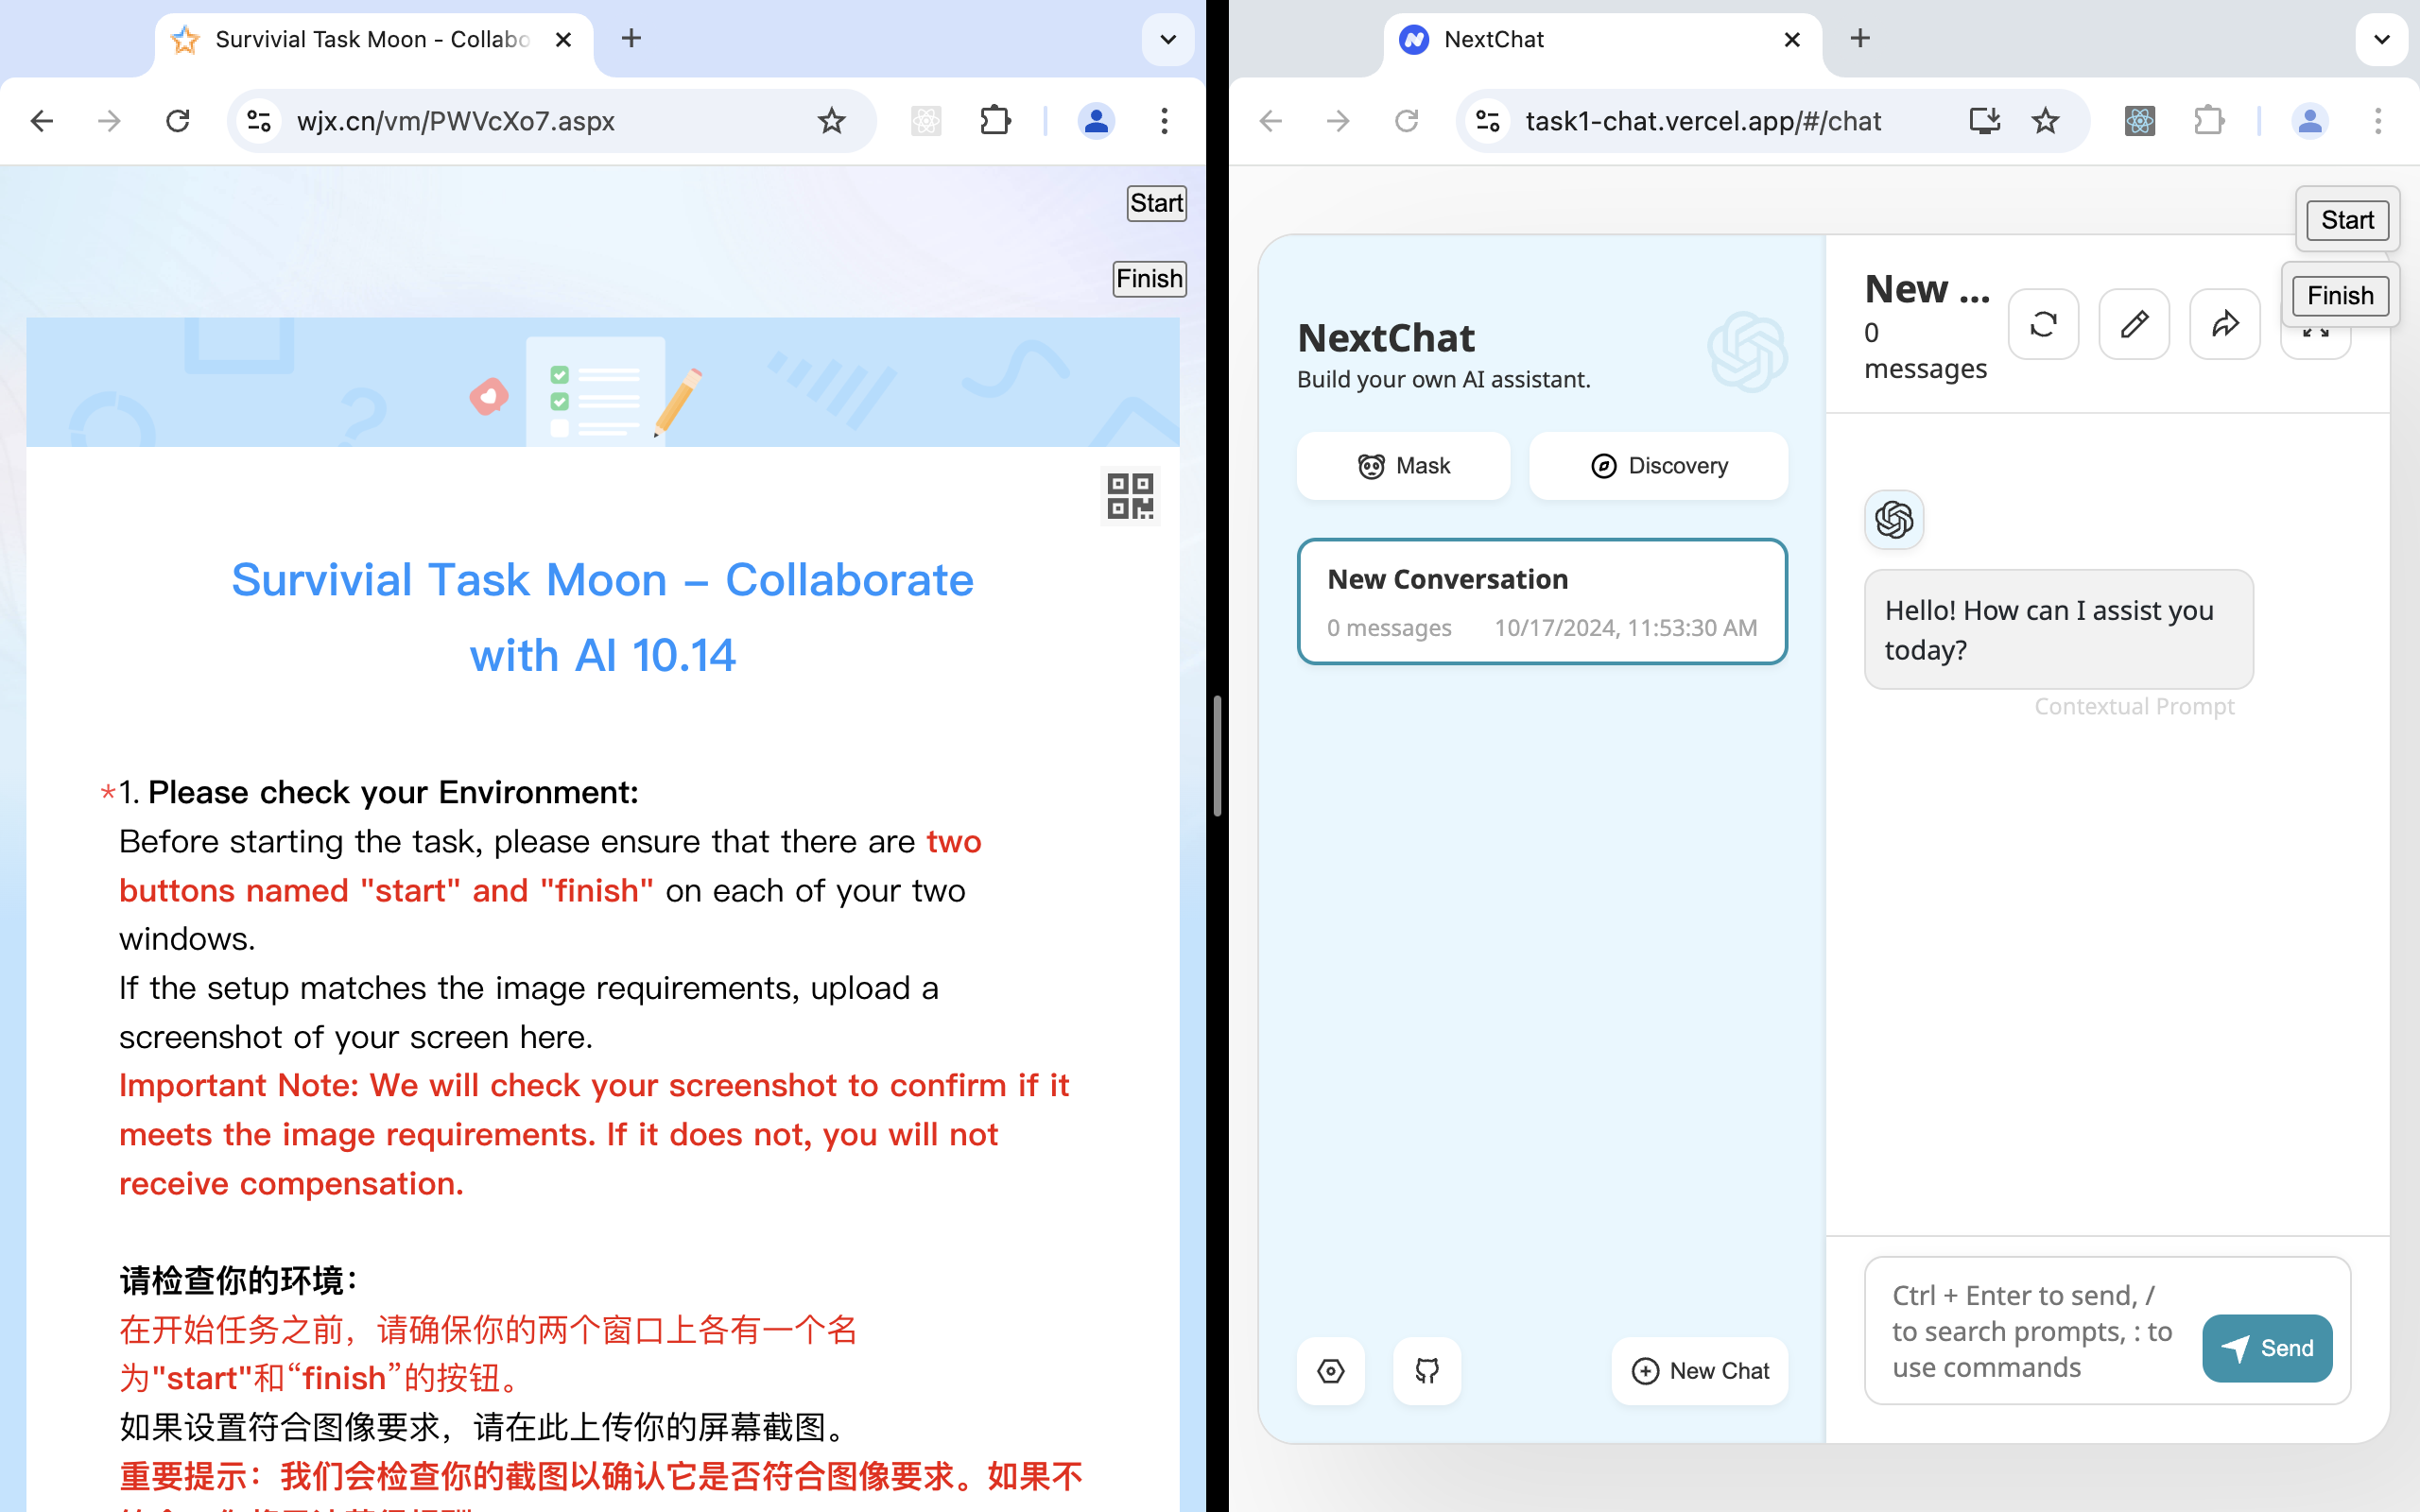 Survivial Task Moon - Collabo
wjx.cn/vm/PWVcXo7.aspx
Start
Finish
Survivial Task Moon – Collaborate
with AI 10.14
*1. Please check your Environment:
Before starting the task, please ensure that there are two
buttons named "start" and "finish" on each of your two
windows.
If the setup matches the image requirements, upload a
screenshot of your screen here.
Important Note: We will check your screenshot to confirm if it
meets the image requirements. If it does not, you will not
receive compensation.
请检查你的环境：
在开始任务之前，请确保你的两个窗口上各有一个名
为"start"和“finish”的按钮。
如果设置符合图像要求，请在此上传你的屏幕截图。
重要提示：我们会检查你的截图以确认它是否符合图像要求。如果不
NextChat
task1-chat.vercel.app/#/chat
Start
Finish
NextChat
Build your own AI assistant.
Mask
Discovery
New Conversation
0 messages 10/17/2024, 11:53:30 AM
New Chat
New ...
0
messages
Hello! How can I assist you
today?
Contextual Prompt
Ctrl + Enter to send, /
to search prompts, : to
use commands
Send